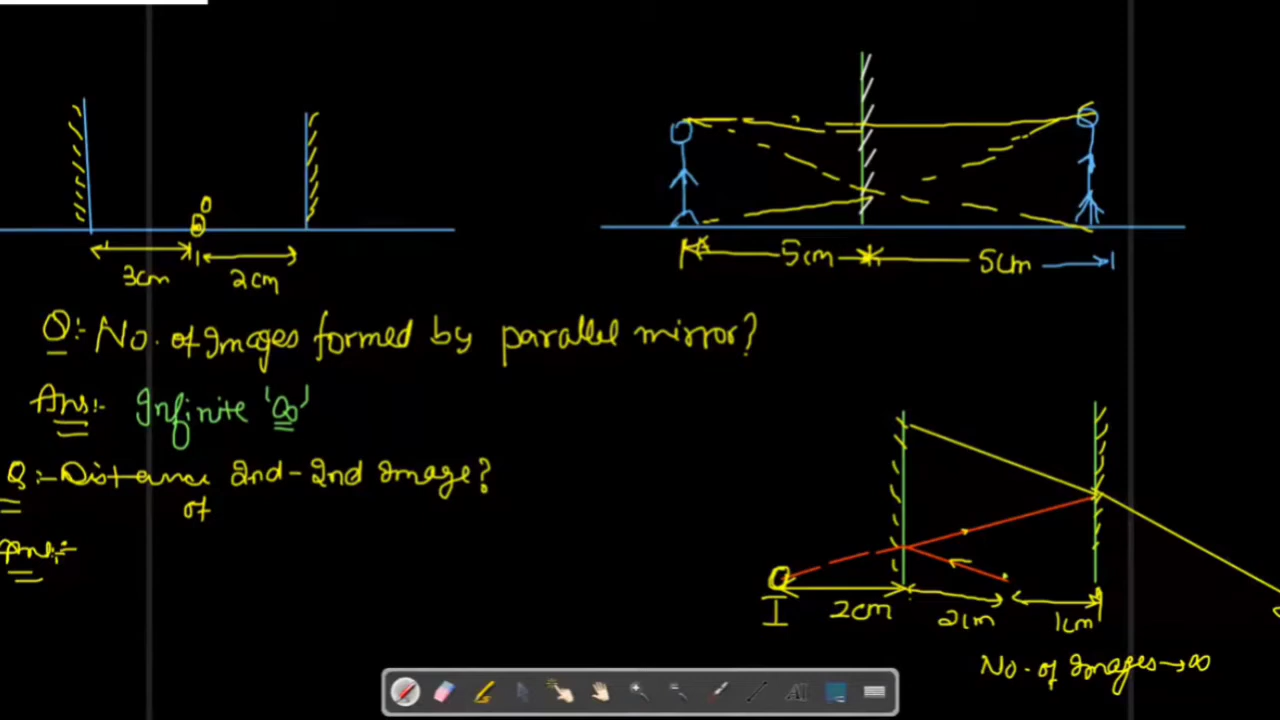 O
3cm
2cm
5cm
5cm
Q:- No. of Images formed by parallel mirror?
Ans:- Infinite '∞'
Q:- Distance 2nd-2nd Image?
of
Ans:-
I
2cm
2cm
1cm
No. of Images→∞